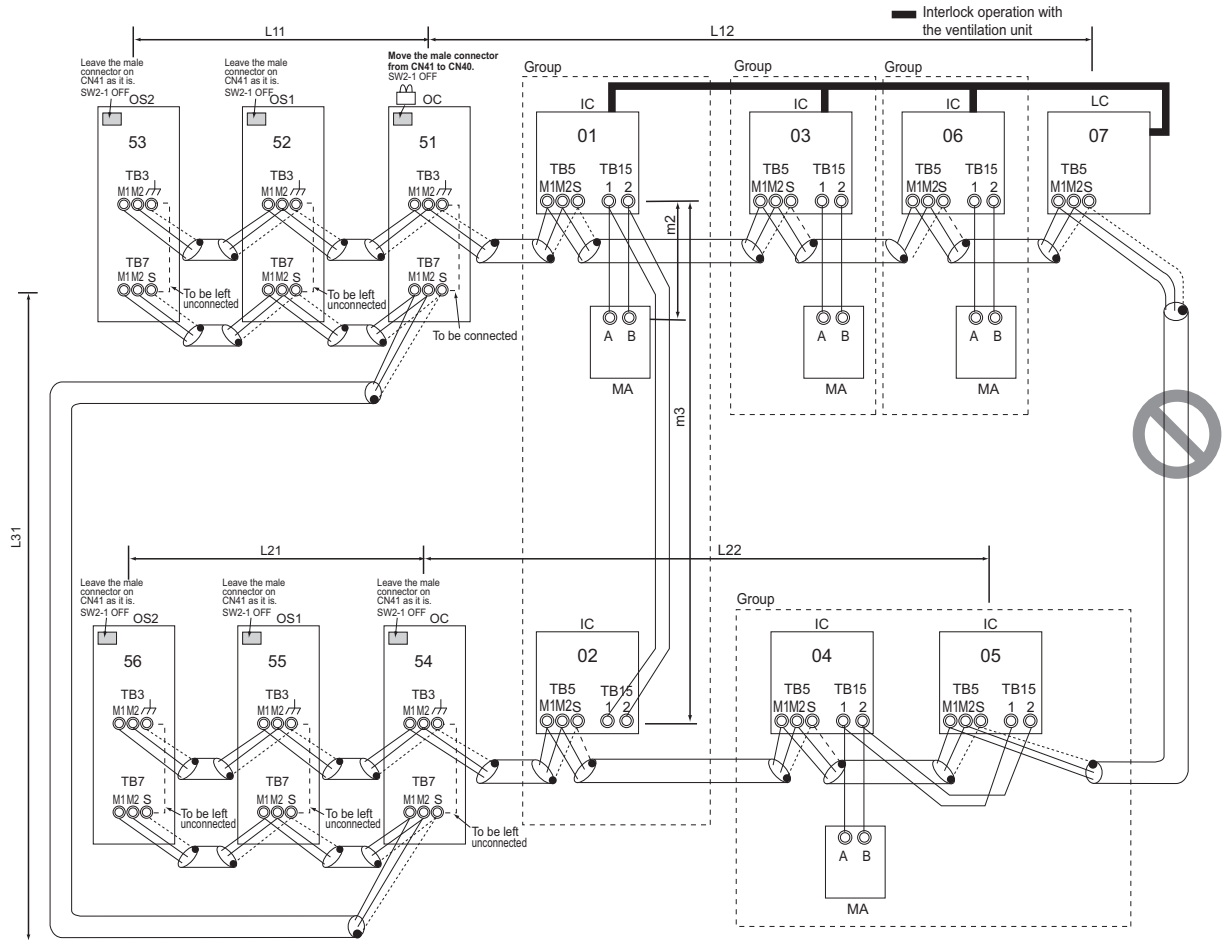 Interlock operation with
the ventilation unit
L11
L12
Leave the male
connector on
CN41 as it is.
SW2-1 OFF
OS2
Leave the male
connector on
CN41 as it is.
SW2-1 OFF
OS1
Move the male connector
from CN41 to CN40.
SW2-1 OFF
OC
Group
Group
Group
IC
IC
IC
LC
53
52
51
01
03
06
07
TB3
M1M2
TB3
M1M2
TB3
M1M2
TB5
M1M2S
TB15
1 2
TB5
M1M2S
TB15
1 2
TB5
M1M2S
TB15
1 2
TB5
M1M2S
m2
TB7
M1M2 S
To be left
unconnected
TB7
M1M2 S
To be left
unconnected
TB7
M1M2 S
To be connected
A B
MA
A B
MA
A B
MA
m3
L31
L21
L22
Leave the male
connector on
CN41 as it is.
SW2-1 OFF
OS2
Leave the male
connector on
CN41 as it is.
SW2-1 OFF
OS1
Leave the male
connector on
CN41 as it is.
SW2-1 OFF
OC
Group
IC
IC
IC
56
55
54
02
04
05
TB3
M1M2
TB3
M1M2
TB3
M1M2
TB5
M1M2S
TB15
1 2
TB5
M1M2S
TB15
1 2
TB5
M1M2S
TB15
1 2
TB7
M1M2 S
To be left
unconnected
TB7
M1M2 S
To be left
unconnected
TB7
M1M2 S
To be left
unconnected
A B
MA